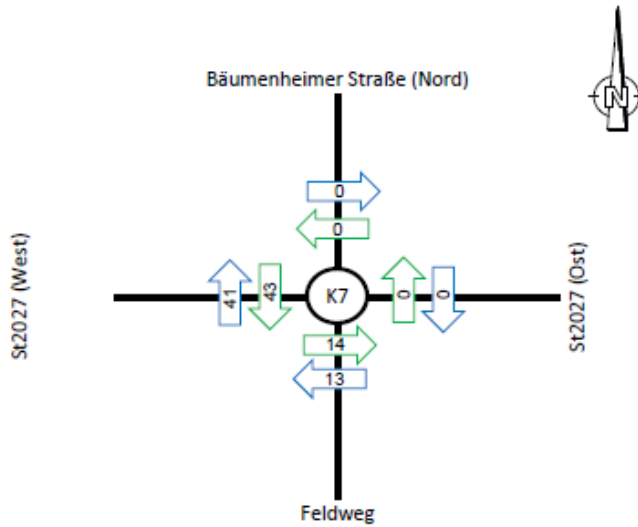 N
Bäumenheimer Straße (Nord)
0
0
St2027 (West)
41
43
K7
0
0
St2027 (Ost)
14
13
Feldweg